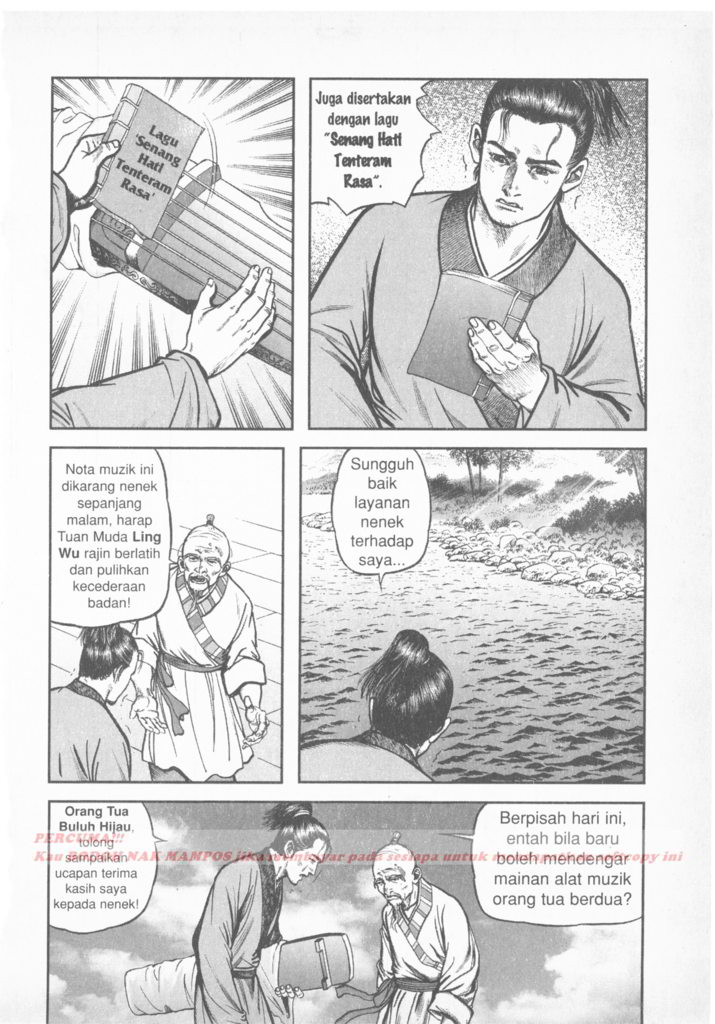 Lagu
'Senang
Hati
Tenteram
Rasa'
Juga disertakan
dengan lagu
"Senang Hati
Tenteram
Rasa".
Nota muzik ini
dikarang nenek
sepanjang
malam, harap
Tuan Muda Ling
Wu rajin berlatih
dan pulihkan
kecederaan
badan!
Sungguh
baik
layanan
nenek
terhadap
saya...
Orang Tua
Buluh Hijau,
tolong
sampaikan
ucapan terima
kasih saya
kepada nenek!
Berpisah hari ini,
entah bila baru
boleh mendengar
mainan alat muzik
orang tua berdua?
PERCUMA!!!
Kau BODOH NAK MAMPOS jika membayar pada sesiapa untuk softropy ini